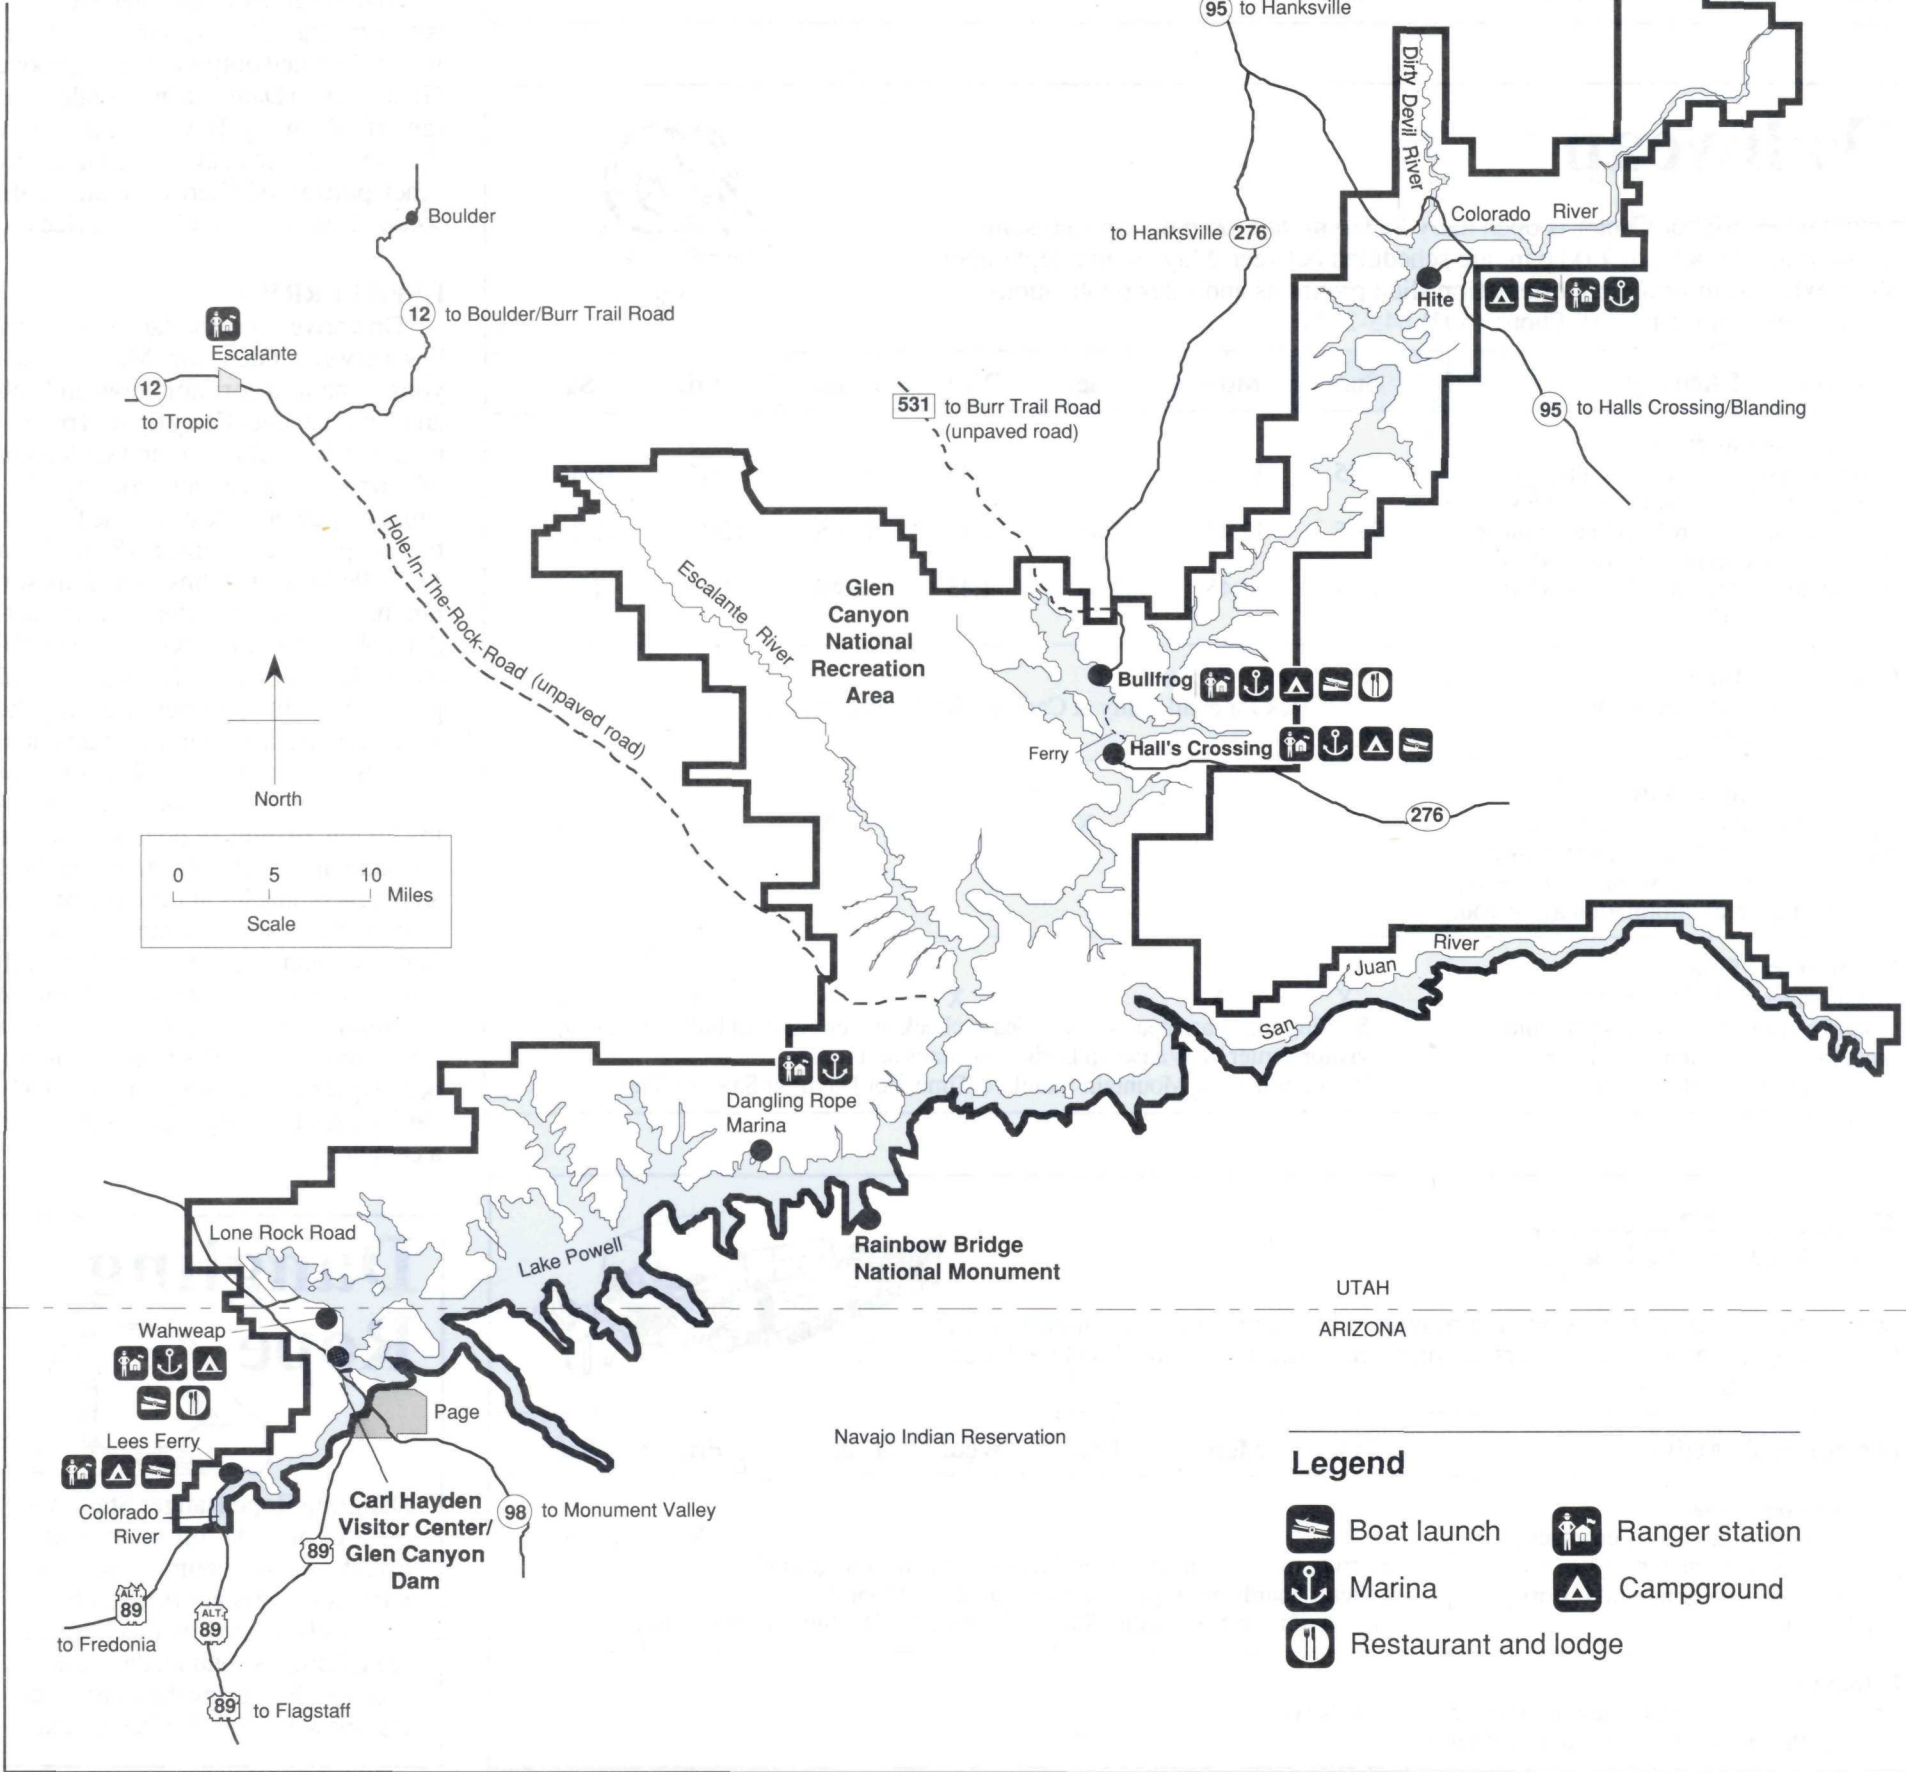 95 to Hanksville
Dirty Devil River
Colorado River
Boulder
to Hanksville 276
Hite
12 to Boulder/Burr Trail Road
Escalante
12
to Tropic
531 to Burr Trail Road
(unpaved road)
95 to Halls Crossing/Blanding
Hole-In-The-Rock-Road (unpaved road)
Escalante River
Glen
Canyon
National
Recreation
Area
Bullfrog
Ferry
Hall's Crossing
276
North
0 5 10
Miles
Scale
San Juan River
Dangling Rope
Marina
Lone Rock Road
Lake Powell
Rainbow Bridge
National Monument
UTAH
ARIZONA
Wahweap
Page
Navajo Indian Reservation
Lees Ferry
Colorado
River
Carl Hayden
Visitor Center/
Glen Canyon
Dam
98 to Monument Valley
89
ALT.
89
to Fredonia
ALT.
89
89 to Flagstaff
Legend
Boat launch
Ranger station
Marina
Campground
Restaurant and lodge